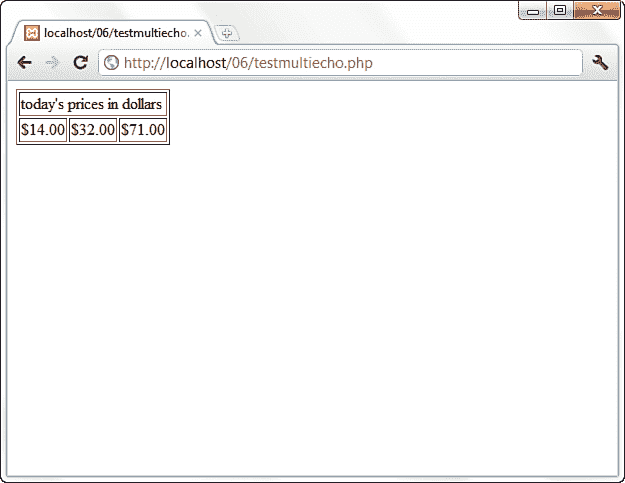 localhost/06/testmultiecho.
http://localhost/06/testmultiecho.php
today's prices in dollars
$14.00 $32.00 $71.00